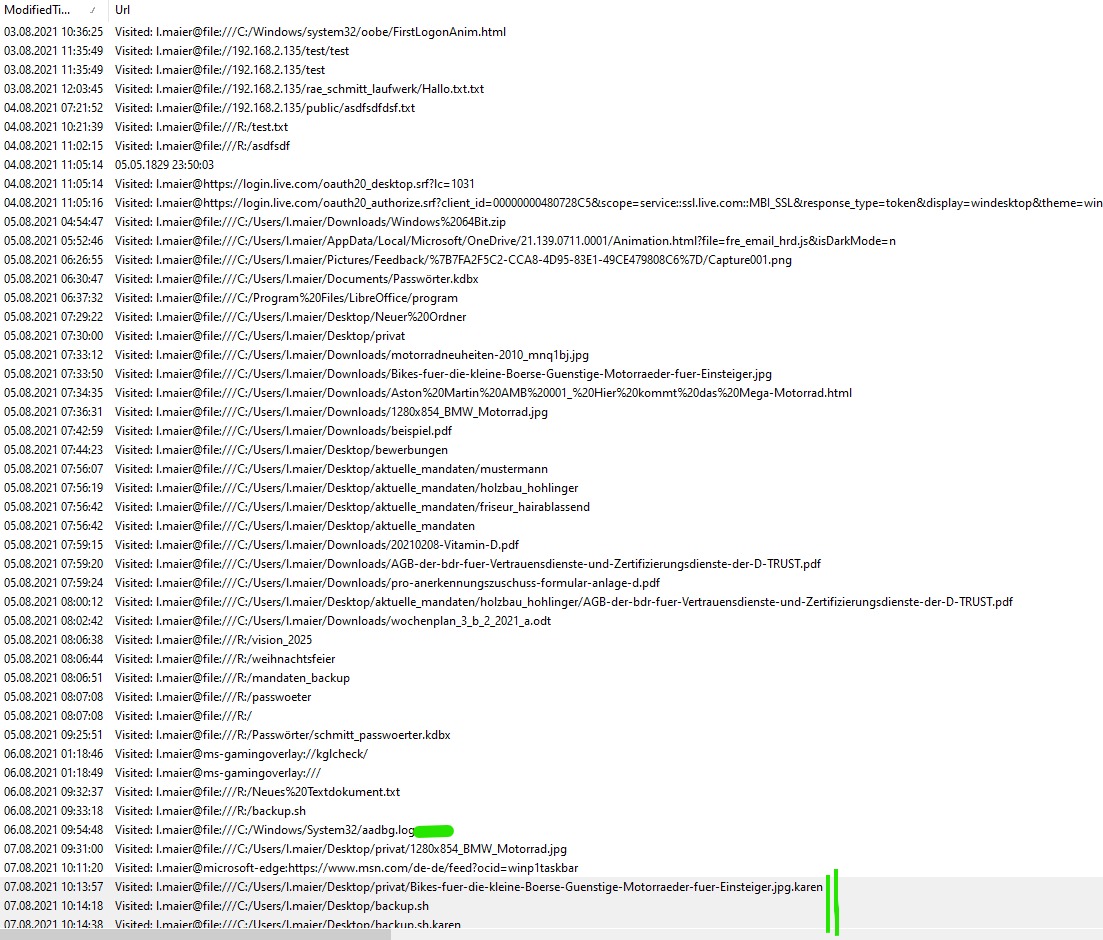 ModifiedTi... Url
03.08.2021 10:36:25 Visited: l.maier@file:///C:/Windows/system32/oobe/FirstLogonAnim.html
03.08.2021 11:35:49 Visited: l.maier@file://192.168.2.135/test/test
03.08.2021 11:35:49 Visited: l.maier@file://192.168.2.135/test
03.08.2021 12:03:45 Visited: l.maier@file://192.168.2.135/rae_schmitt_laufwerk/Hallo.txt.txt
04.08.2021 07:21:52 Visited: l.maier@file://192.168.2.135/public/asdfsdfdsf.txt
04.08.2021 10:21:39 Visited: l.maier@file:///R:/test.txt
04.08.2021 11:02:15 Visited: l.maier@file:///R:/asdfsdf
04.08.2021 11:05:14 05.05.1829 23:50:03
04.08.2021 11:05:14 Visited: l.maier@https://login.live.com/oauth20_desktop.srf?lc=1031
04.08.2021 11:05:16 Visited: l.maier@https://login.live.com/oauth20_authorize.srf?client_id=00000000480728C5&scope=service::ssl.live.com::MBI_SSL&response_type=token&display=windesktop&theme=win
05.08.2021 04:54:47 Visited: l.maier@file:///C:/Users/l.maier/Downloads/Windows%2064Bit.zip
05.08.2021 05:52:46 Visited: l.maier@file:///C:/Users/l.maier/AppData/Local/Microsoft/OneDrive/21.139.0711.0001/Animation.html?file=fre_email_hrd.js&isDarkMode=n
05.08.2021 06:26:55 Visited: l.maier@file:///C:/Users/l.maier/Pictures/Feedback/%7B7FA2F5C2-CCA8-4D95-83E1-49CE479808C6%7D/Capture001.png
05.08.2021 06:30:47 Visited: l.maier@file:///C:/Users/l.maier/Documents/Passwörter.kdbx
05.08.2021 06:37:32 Visited: l.maier@file:///C:/Program%20Files/LibreOffice/program
05.08.2021 07:29:22 Visited: l.maier@file:///C:/Users/l.maier/Desktop/Neuer%20Ordner
05.08.2021 07:30:00 Visited: l.maier@file:///C:/Users/l.maier/Desktop/privat
05.08.2021 07:33:12 Visited: l.maier@file:///C:/Users/l.maier/Downloads/motorradneuheiten-2010_mnq1bj.jpg
05.08.2021 07:33:50 Visited: l.maier@file:///C:/Users/l.maier/Downloads/Bikes-fuer-die-kleine-Boerse-Guenstige-Motorraeder-fuer-Einsteiger.jpg
05.08.2021 07:34:35 Visited: l.maier@file:///C:/Users/l.maier/Downloads/Aston%20Martin%20AMB%20001_%20Hier%20kommt%20das%20Mega-Motorrad.html
05.08.2021 07:36:31 Visited: l.maier@file:///C:/Users/l.maier/Downloads/1280x854_BMW_Motorrad.jpg
05.08.2021 07:42:59 Visited: l.maier@file:///C:/Users/l.maier/Downloads/beispiel.pdf
05.08.2021 07:44:23 Visited: l.maier@file:///C:/Users/l.maier/Desktop/bewerbungen
05.08.2021 07:56:07 Visited: l.maier@file:///C:/Users/l.maier/Desktop/aktuelle_mandaten/mustermann
05.08.2021 07:56:19 Visited: l.maier@file:///C:/Users/l.maier/Desktop/aktuelle_mandaten/holzbau_hohlinger
05.08.2021 07:56:42 Visited: l.maier@file:///C:/Users/l.maier/Desktop/aktuelle_mandaten/friseur_hairablassend
05.08.2021 07:56:42 Visited: l.maier@file:///C:/Users/l.maier/Desktop/aktuelle_mandaten
05.08.2021 07:59:15 Visited: l.maier@file:///C:/Users/l.maier/Downloads/20210208-Vitamin-D.pdf
05.08.2021 07:59:20 Visited: l.maier@file:///C:/Users/l.maier/Downloads/AGB-der-bdr-fuer-Vertrauensdienste-und-Zertifizierungsdienste-der-D-TRUST.pdf
05.08.2021 07:59:24 Visited: l.maier@file:///C:/Users/l.maier/Downloads/pro-anerkennungszuschuss-formular-anlage-d.pdf
05.08.2021 08:00:12 Visited: l.maier@file:///C:/Users/l.maier/Desktop/aktuelle_mandaten/holzbau_hohlinger/AGB-der-bdr-fuer-Vertrauensdienste-und-Zertifizierungsdienste-der-D-TRUST.pdf
05.08.2021 08:02:42 Visited: l.maier@file:///C:/Users/l.maier/Downloads/wochenplan_3_b_2_2021_a.odt
05.08.2021 08:06:38 Visited: l.maier@file:///R:/vision_2025
05.08.2021 08:06:44 Visited: l.maier@file:///R:/weihnachtsfeier
05.08.2021 08:06:51 Visited: l.maier@file:///R:/mandaten_backup
05.08.2021 08:07:08 Visited: l.maier@file:///R:/passwoeter
05.08.2021 08:07:08 Visited: l.maier@file:///R:/
05.08.2021 09:25:51 Visited: l.maier@file:///R:/Passwörter/schmitt_passwoerter.kdbx
06.08.2021 01:18:46 Visited: l.maier@ms-gamingoverlay://kglcheck/
06.08.2021 01:18:49 Visited: l.maier@ms-gamingoverlay:///
06.08.2021 09:32:37 Visited: l.maier@file:///R:/Neues%20Textdokument.txt
06.08.2021 09:33:18 Visited: l.maier@file:///R:/backup.sh
06.08.2021 09:54:48 Visited: l.maier@file:///C:/Windows/System32/aadbg.log
07.08.2021 09:31:00 Visited: l.maier@file:///C:/Users/l.maier/Desktop/privat/1280x854_BMW_Motorrad.jpg
07.08.2021 10:11:20 Visited: l.maier@microsoft-edge:https://www.msn.com/de-de/feed?ocid=winp1taskbar
07.08.2021 10:13:57 Visited: l.maier@file:///C:/Users/l.maier/Desktop/privat/Bikes-fuer-die-kleine-Boerse-Guenstige-Motorraeder-fuer-Einsteiger.jpg.karen
07.08.2021 10:14:18 Visited: l.maier@file:///C:/Users/l.maier/Desktop/backup.sh
07.08.2021 10:14:38 Visited: l.maier@file:///C:/Users/l.maier/Desktop/backup.sh.karen